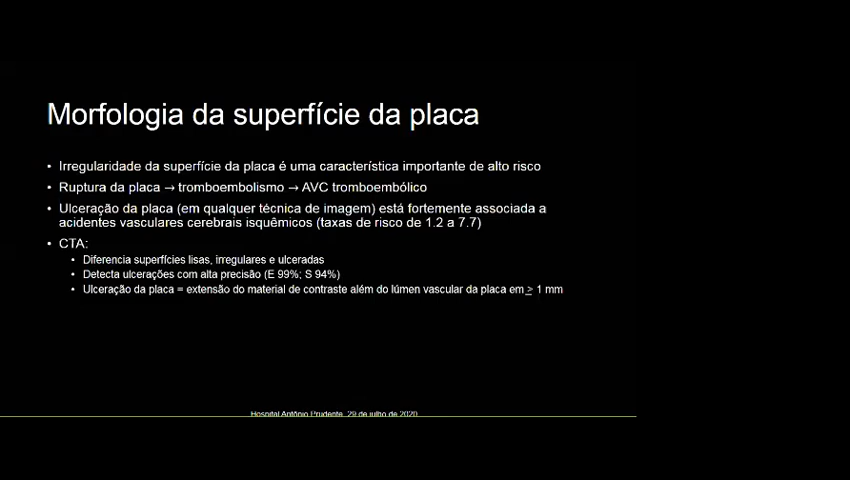 Morfologia da superfície da placa
• Irregularidade da superfície da placa é uma característica importante de alto risco
• Ruptura da placa → tromboembolismo → AVC tromboembólico
• Ulceração da placa (em qualquer técnica de imagem) está fortemente associada a
acidentes vasculares cerebrais isquêmicos (taxas de risco de 1.2 a 7.7)
• CTA:
• Diferencia superfícies lisas, irregulares e ulceradas
• Detecta ulcerações com alta precisão (E 99%; S 94%)
• Ulceração da placa = extensão do material de contraste além do lúmen vascular da placa em ≥ 1 mm
Hospital Antônio Prudente, 29 de julho de 2020